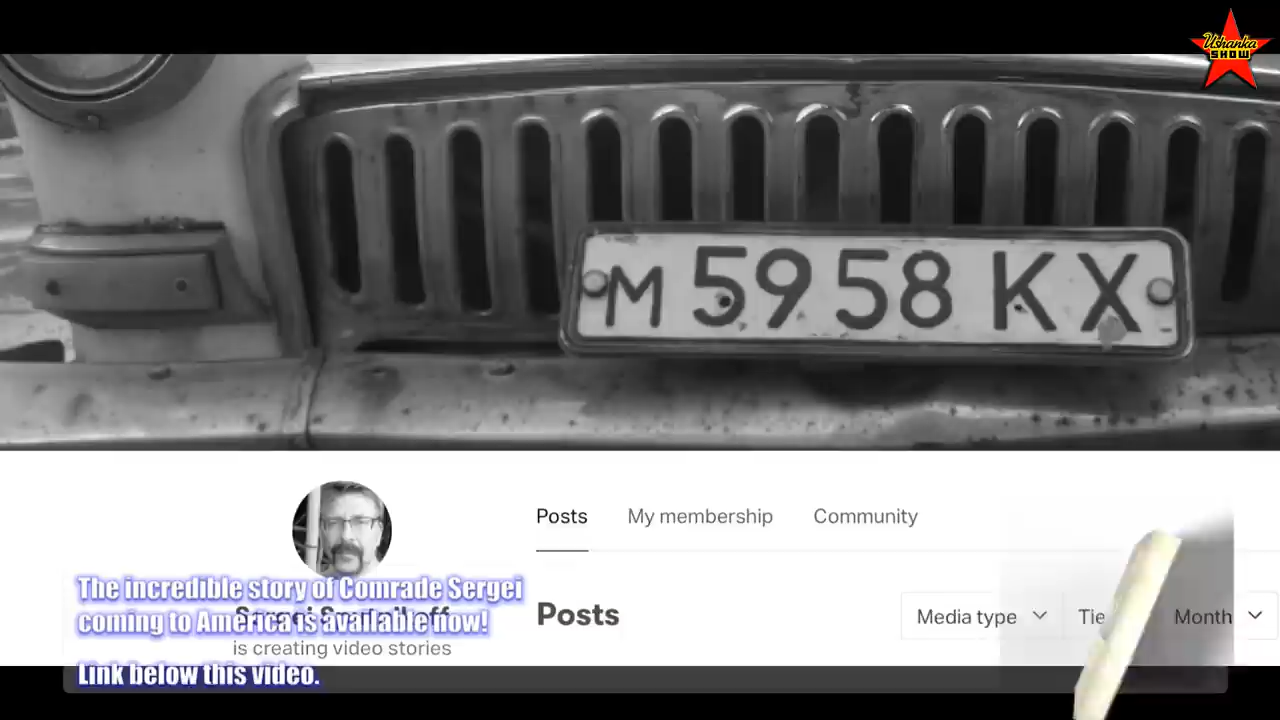 Ushanka
SHOW
М 5958 КХ
Posts
My membership
Community
The incredible story of Comrade Sergei
coming to America is available now!
Posts
Media type
Tie
Month
is creating video stories
Link below this video.